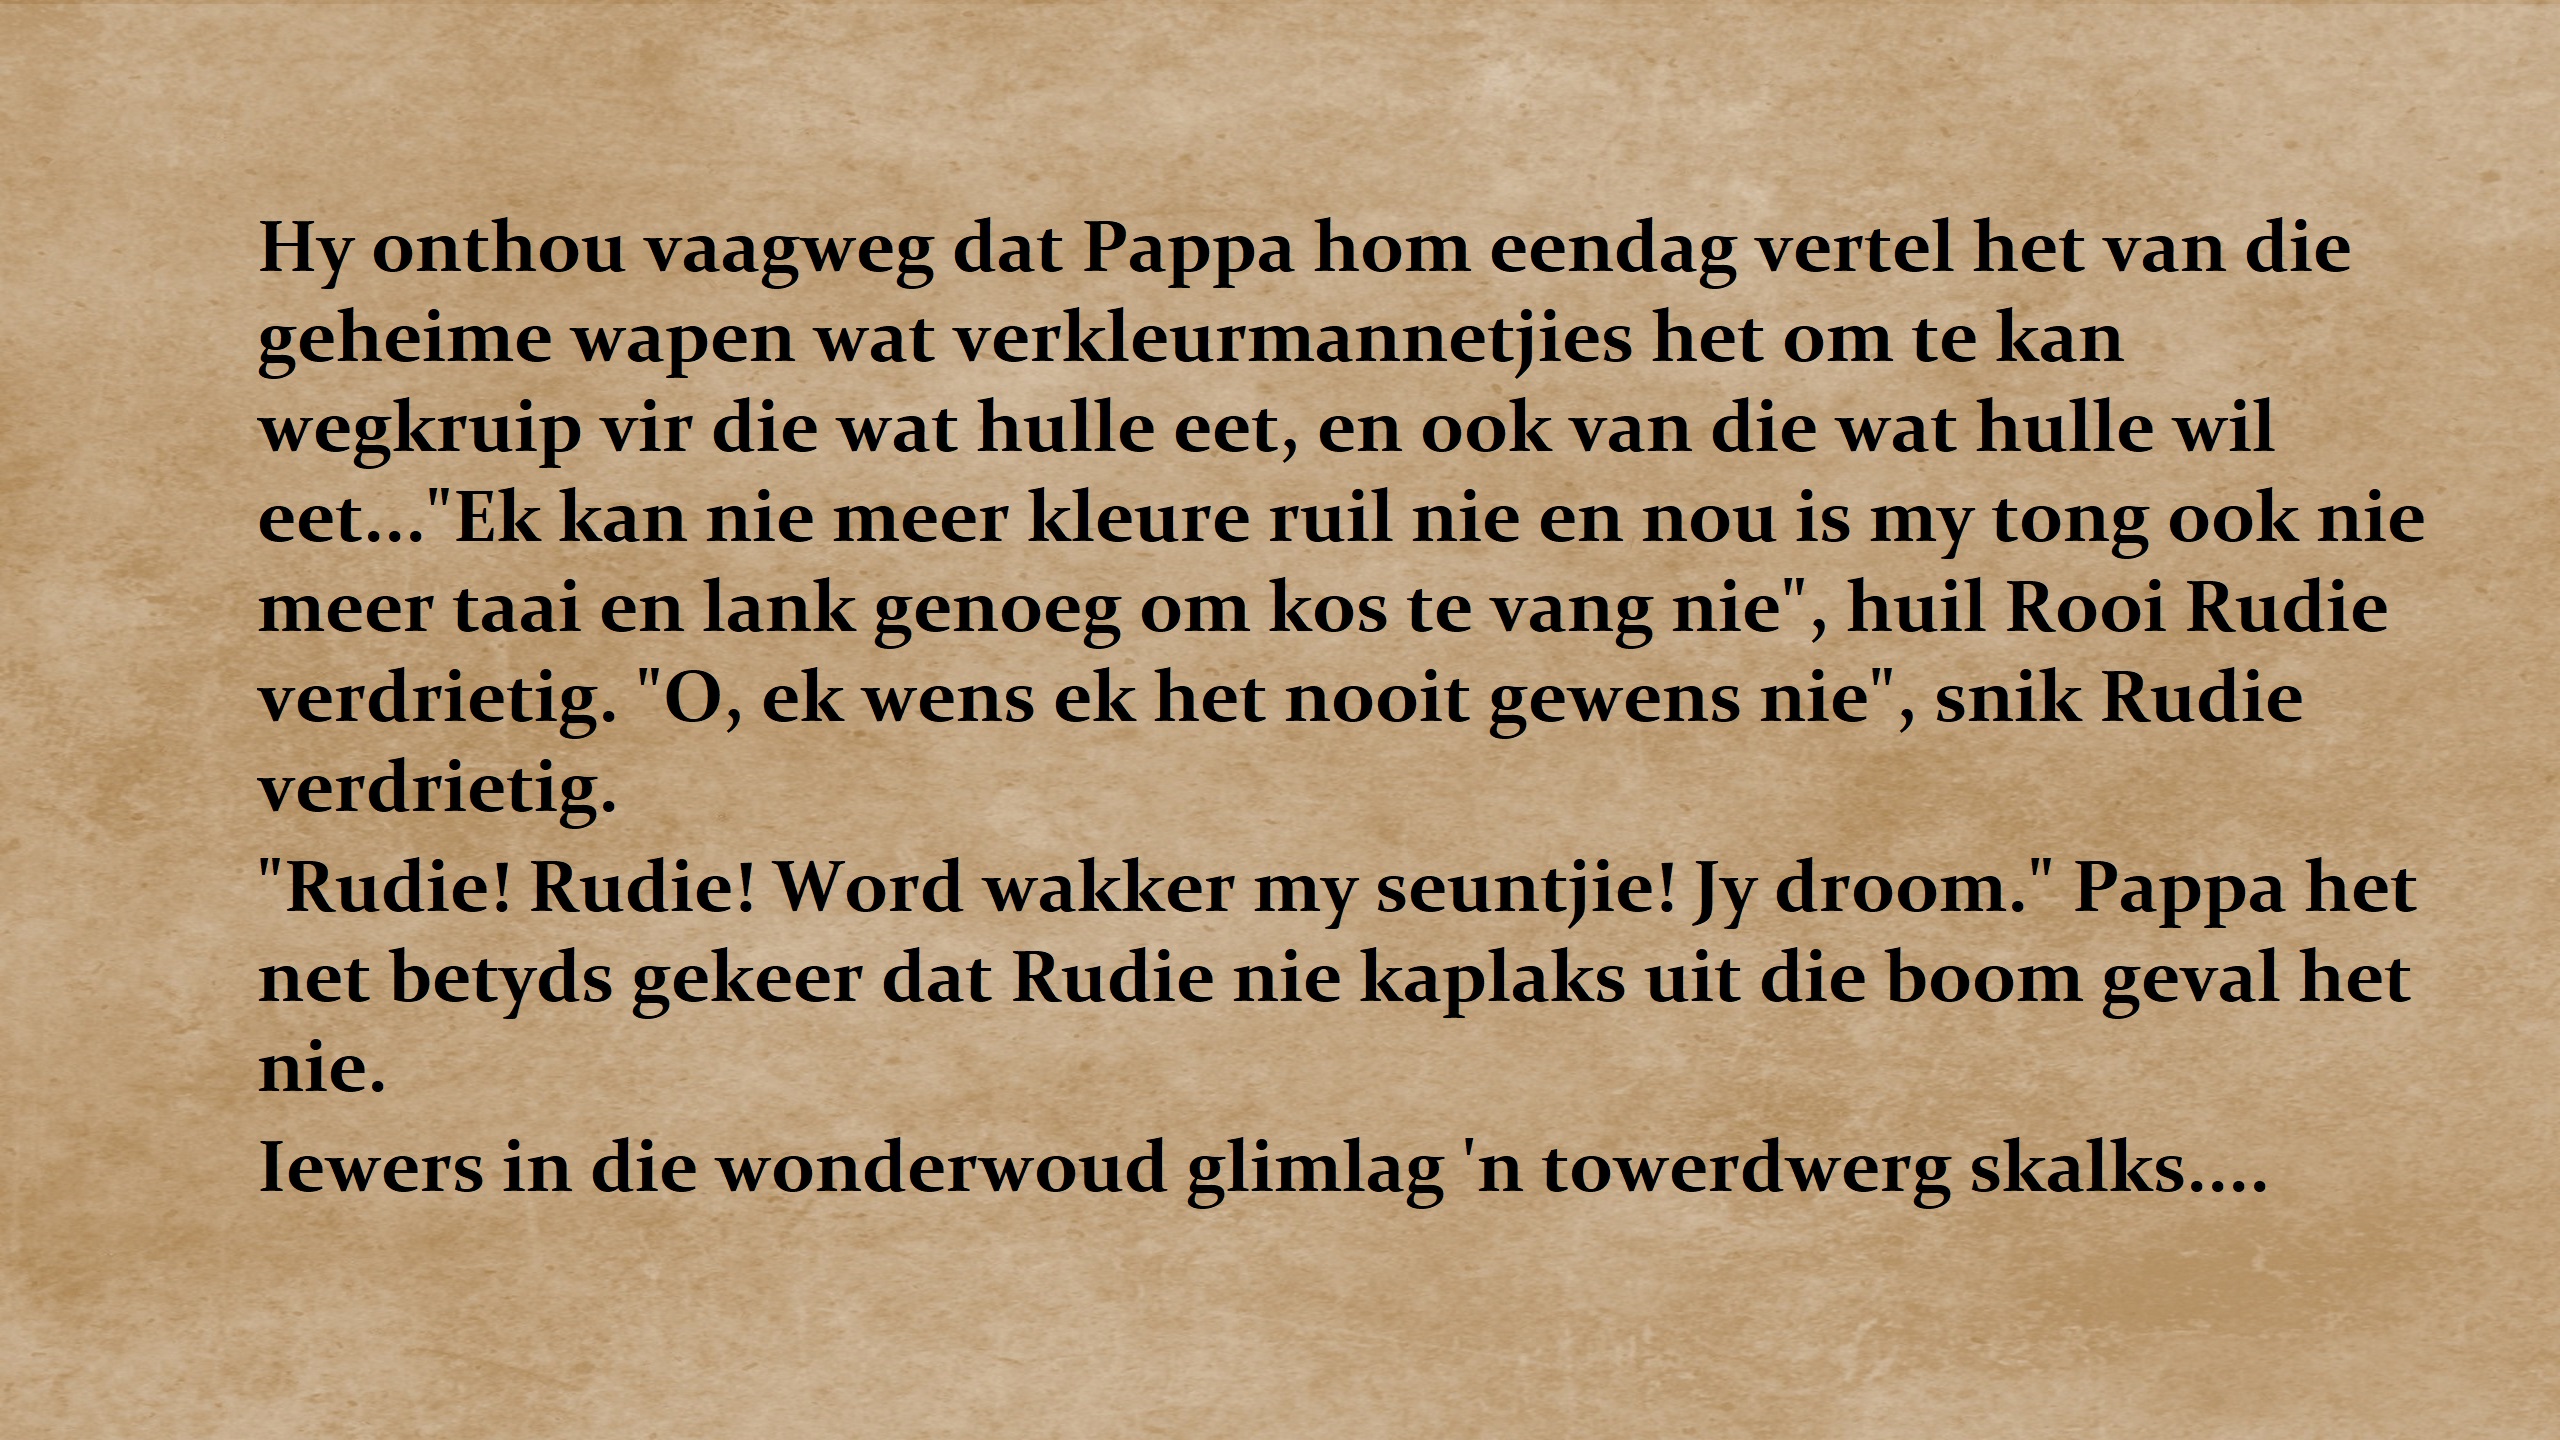 Hy onthou vaagweg dat Pappa hom eendag vertel het van die
geheime wapen wat verkleurmannetjies het om te kan
wegkruip vir die wat hulle eet, en ook van die wat hulle wil
eet..."Ek kan nie meer kleure ruil nie en nou is my tong ook nie
meer taai en lank genoeg om kos te vang nie", huil Rooi Rudie
verdrietig. "O, ek wens ek het nooit gewens nie", snik Rudie
verdrietig.
"Rudie! Rudie! Word wakker my seuntjie! Jy droom." Pappa het
net betyds gekeer dat Rudie nie kaplaks uit die boom geval het
nie.
Iewers in die wonderwoud glimlag 'n towerdwerg skalks....